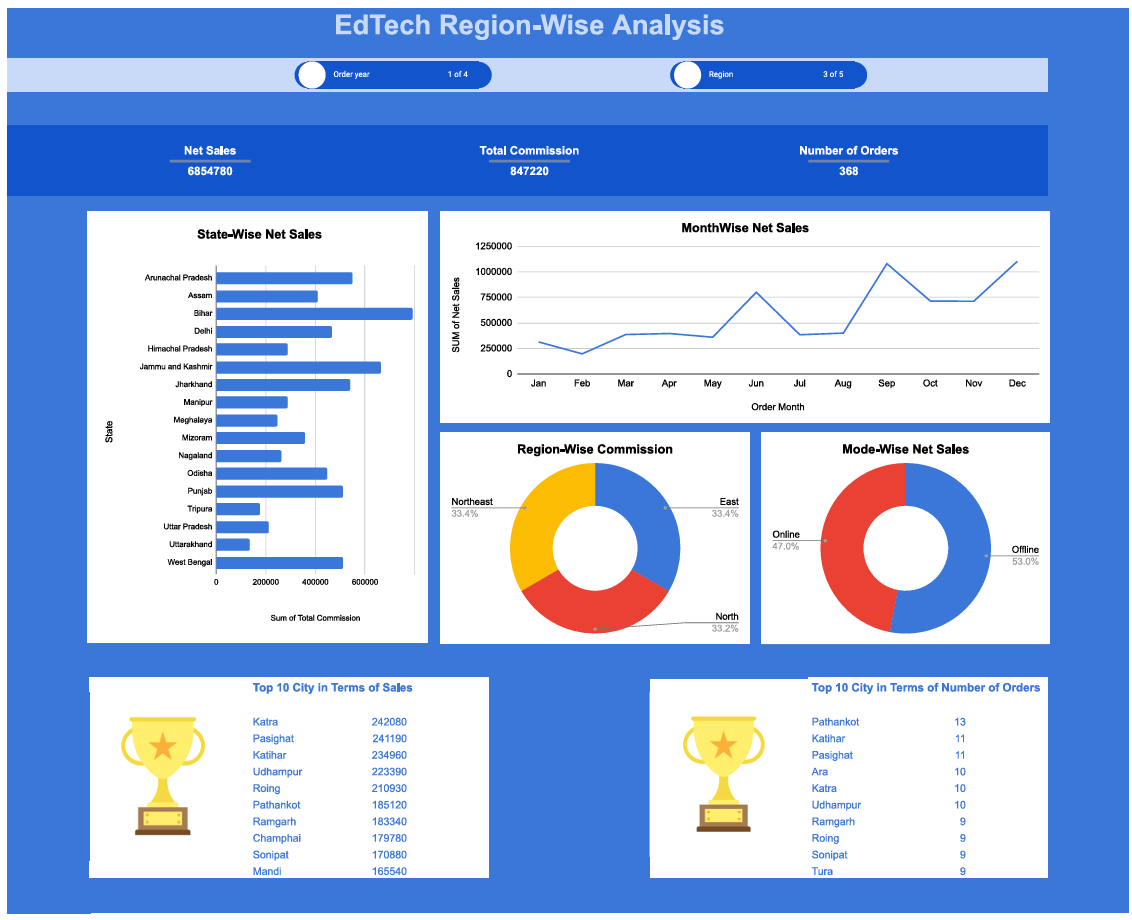 EdTech Region-Wise Analysis
Order year 1 of 4
Region 3 of 5
Net Sales
6854780
Total Commission
847220
Number of Orders
368
State-Wise Net Sales
State
Arunachal Pradesh
Assam
Bihar
Delhi
Himachal Pradesh
Jammu and Kashmir
Jharkhand
Manipur
Meghalaya
Mizoram
Nagaland
Odisha
Punjab
Tripura
Uttar Pradesh
Uttarakhand
West Bengal
0 200000 400000 600000
Sum of Total Commission
MonthWise Net Sales
SUM of Net Sales
1250000
1000000
750000
500000
250000
0
Jan Feb Mar Apr May Jun Jul Aug Sep Oct Nov Dec
Order Month
Region-Wise Commission
Northeast
33.4%
East
33.4%
North
33.2%
Mode-Wise Net Sales
Online
47.0%
Offline
53.0%
Top 10 City in Terms of Sales
Katra 242080
Pasighat 241190
Katihar 234960
Udhampur 223390
Roing 210930
Pathankot 185120
Ramgarh 183340
Champhai 179780
Sonipat 170880
Mandi 165540
Top 10 City in Terms of Number of Orders
Pathankot 13
Katihar 11
Pasighat 11
Ara 10
Katra 10
Udhampur 10
Ramgarh 9
Roing 9
Sonipat 9
Tura 9